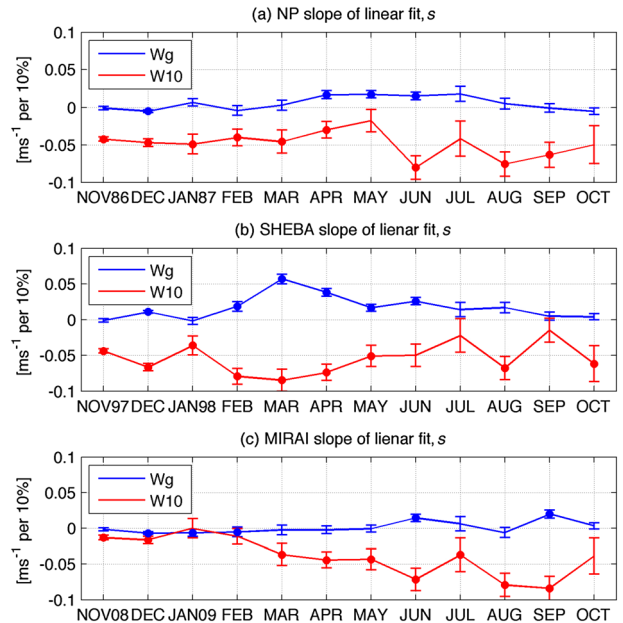 (a) NP slope of linear fit, s
[ms⁻¹ per 10%]
0.1
0.05
0
-0.05
-0.1
Wg
W10
NOV86 DEC JAN87 FEB MAR APR MAY JUN JUL AUG SEP OCT
(b) SHEBA slope of lienar fit, s
[ms⁻¹ per 10%]
0.1
0.05
0
-0.05
-0.1
Wg
W10
NOV97 DEC JAN98 FEB MAR APR MAY JUN JUL AUG SEP OCT
(c) MIRAI slope of lienar fit, s
[ms⁻¹ per 10%]
0.1
0.05
0
-0.05
-0.1
Wg
W10
NOV08 DEC JAN09 FEB MAR APR MAY JUN JUL AUG SEP OCT